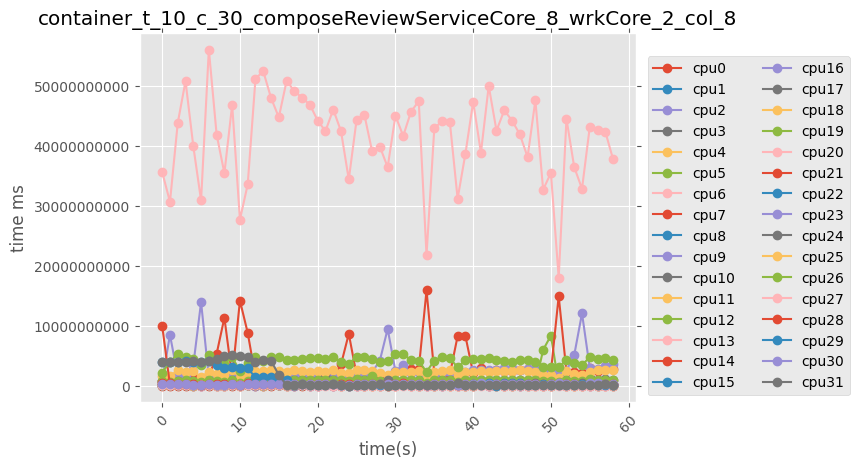 container_t_10_c_30_composeReviewServiceCore_8_wrkCore_2_col_8
time ms
50000000000
40000000000
30000000000
20000000000
10000000000
0
0
10
20
30
40
50
60
time(s)
cpu0
cpu1
cpu2
cpu3
cpu4
cpu5
cpu6
cpu7
cpu8
cpu9
cpu10
cpu11
cpu12
cpu13
cpu14
cpu15
cpu16
cpu17
cpu18
cpu19
cpu20
cpu21
cpu22
cpu23
cpu24
cpu25
cpu26
cpu27
cpu28
cpu29
cpu30
cpu31